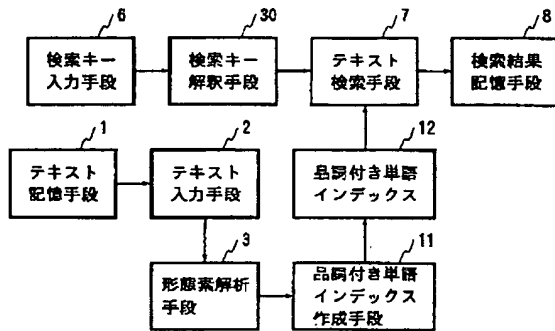 6
検索キー
入力手段
30
検索キー
解釈手段
7
テキスト
検索手段
8
検索結果
記憶手段
1
テキスト
記憶手段
2
テキスト
入力手段
12
品詞付き単語
インデックス
3
形態素解析
手段
11
品詞付き単語
インデックス
作成手段